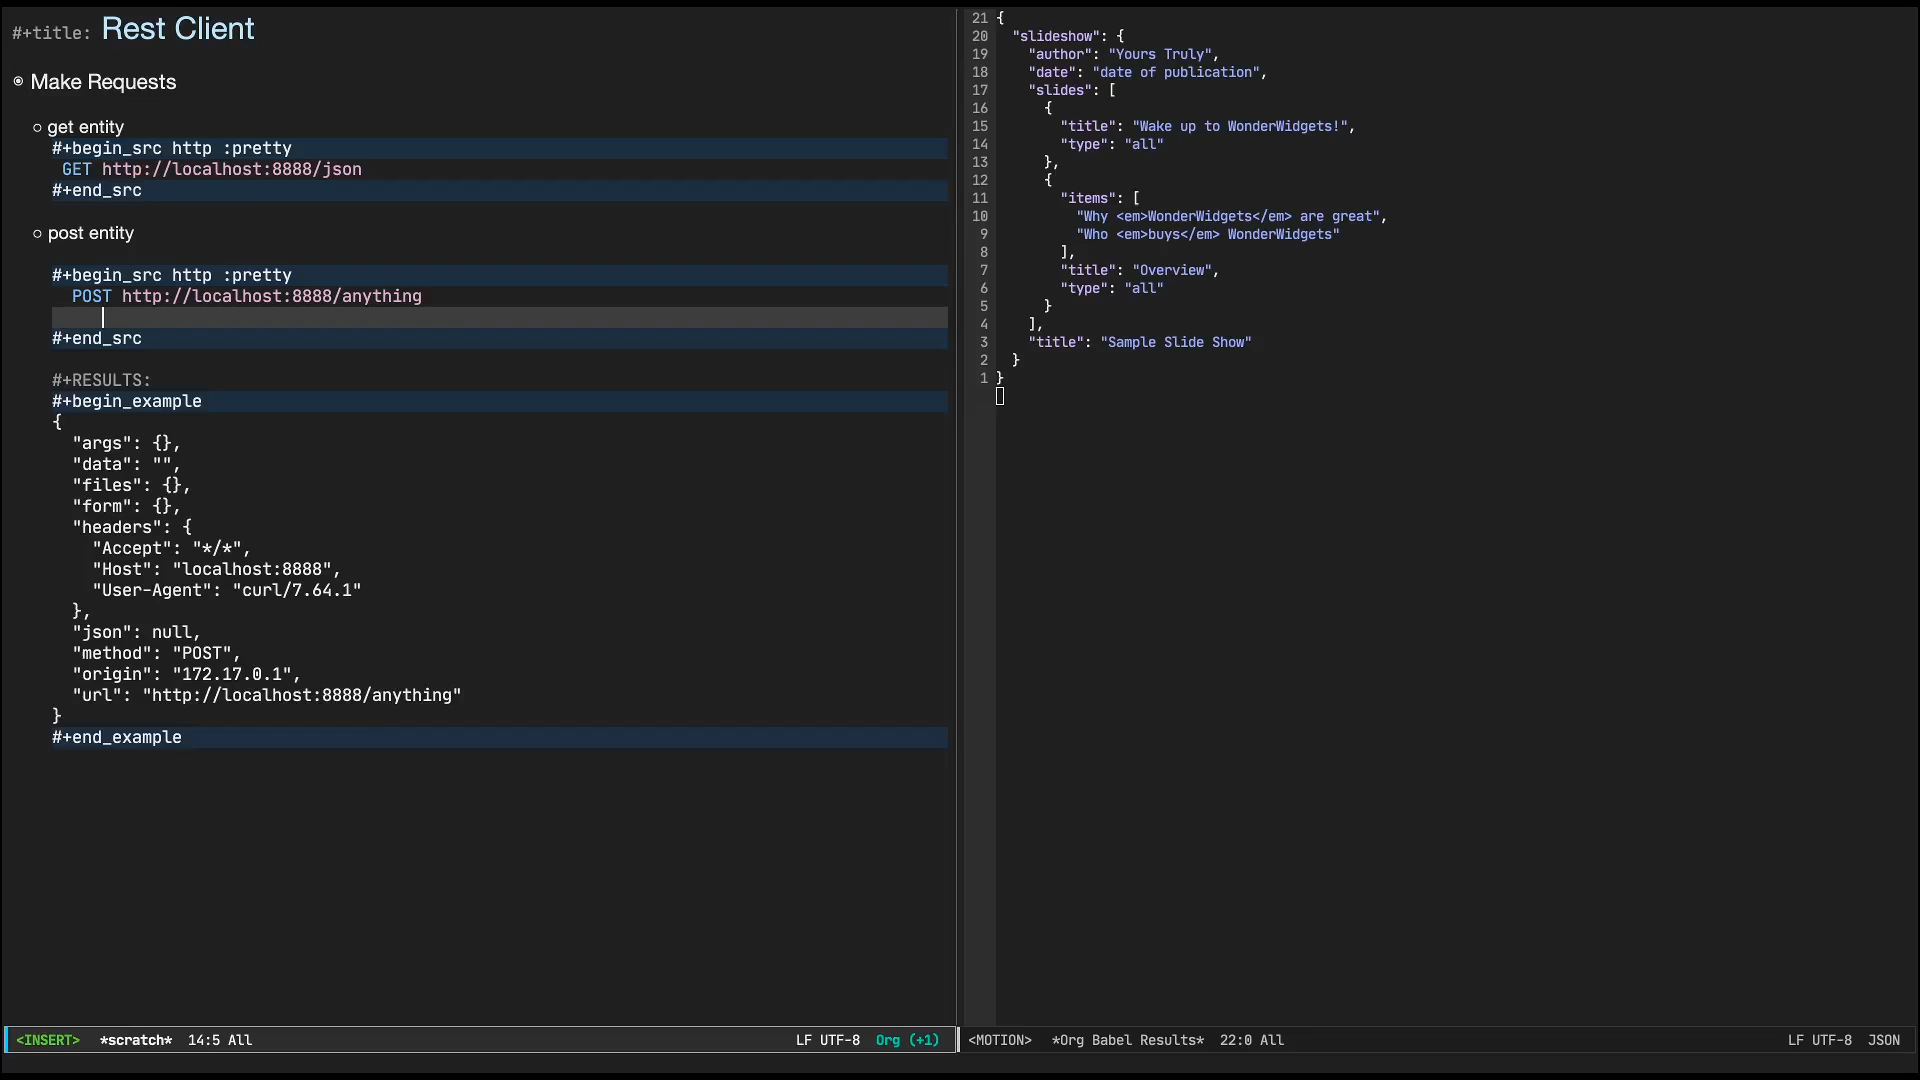 #+title: Rest Client
Make Requests
get entity
#+begin_src http :pretty
GET http://localhost:8888/json
#+end_src
post entity
#+begin_src http :pretty
POST http://localhost:8888/anything
#+end_src
#+RESULTS:
#+begin_example
{
"args": {},
"data": "",
"files": {},
"form": {},
"headers": {
"Accept": "*/*",
"Host": "localhost:8888",
"User-Agent": "curl/7.64.1"
},
"json": null,
"method": "POST",
"origin": "172.17.0.1",
"url": "http://localhost:8888/anything"
}
#+end_example
<INSERT> *scratch* 14:5 All LF UTF-8 Org (+1)
21 {
20 "slideshow": {
19 "author": "Yours Truly",
18 "date": "date of publication",
17 "slides": [
16 {
15 "title": "Wake up to WonderWidgets!",
14 "type": "all"
13 },
12 {
11 "items": [
10 "Why <em>WonderWidgets</em> are great",
9 "Who <em>buys</em> WonderWidgets"
8 ],
7 "title": "Overview",
6 "type": "all"
5 }
4 ],
3 "title": "Sample Slide Show"
2 }
1 }
<MOTION> *Org Babel Results* 22:0 All LF UTF-8 JSON